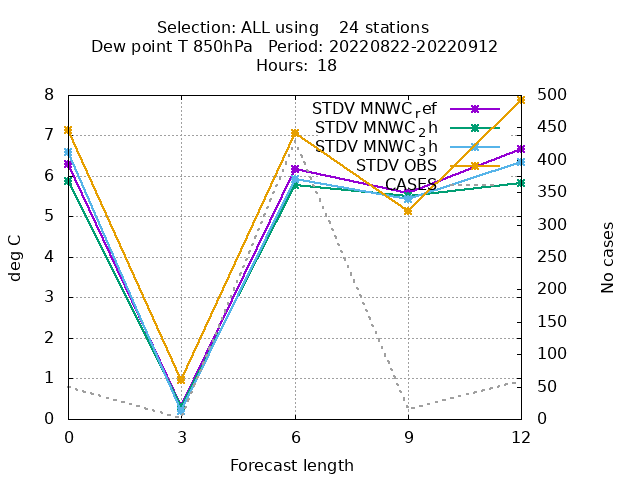 Selection: ALL using    24 stations
Dew point T 850hPa   Period: 20220822-20220912
Hours: 18
STDV MNWC_ref
STDV MNWC_2h
STDV MNWC_3h
STDV OBS
CASES
8
7
6
5
4
3
2
1
0
500
450
400
350
300
250
200
150
100
50
0
deg C
No cases
0 3 6 9 12
Forecast length